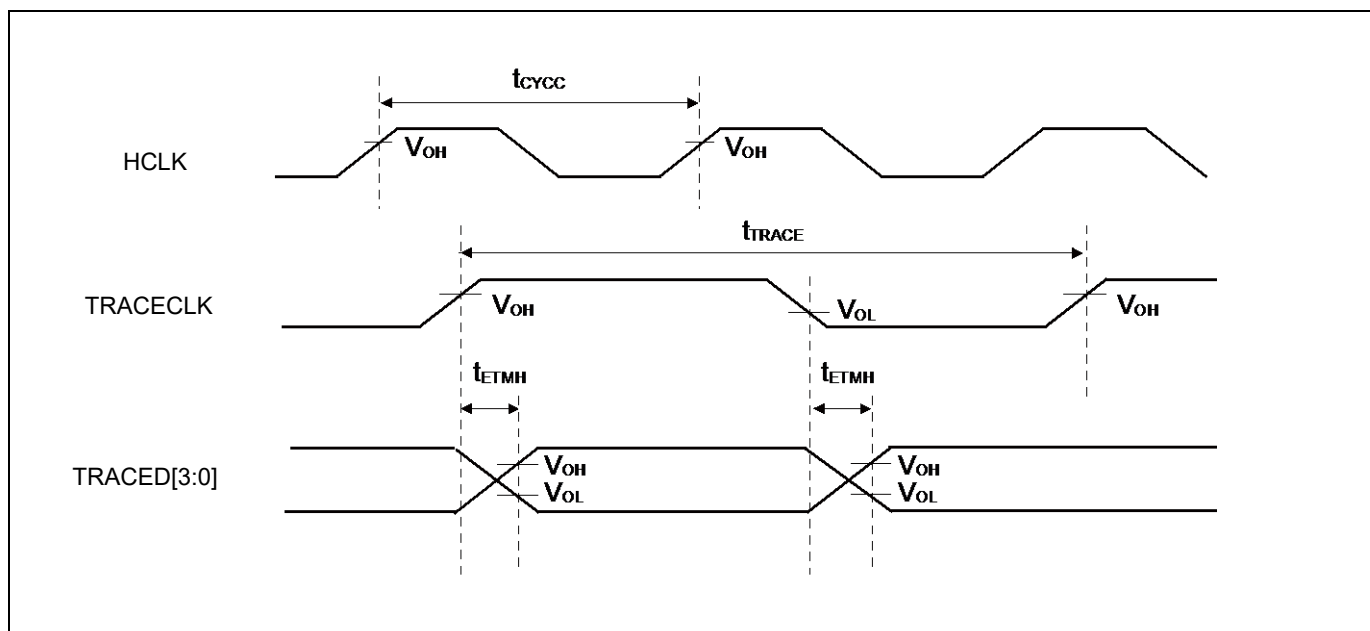 tCYCC
HCLK
VOH
VOH
tTRACE
TRACECLK
VOH
VOL
VOH
tETMH
tETMH
TRACED[3:0]
VOH
VOH
VOL
VOL